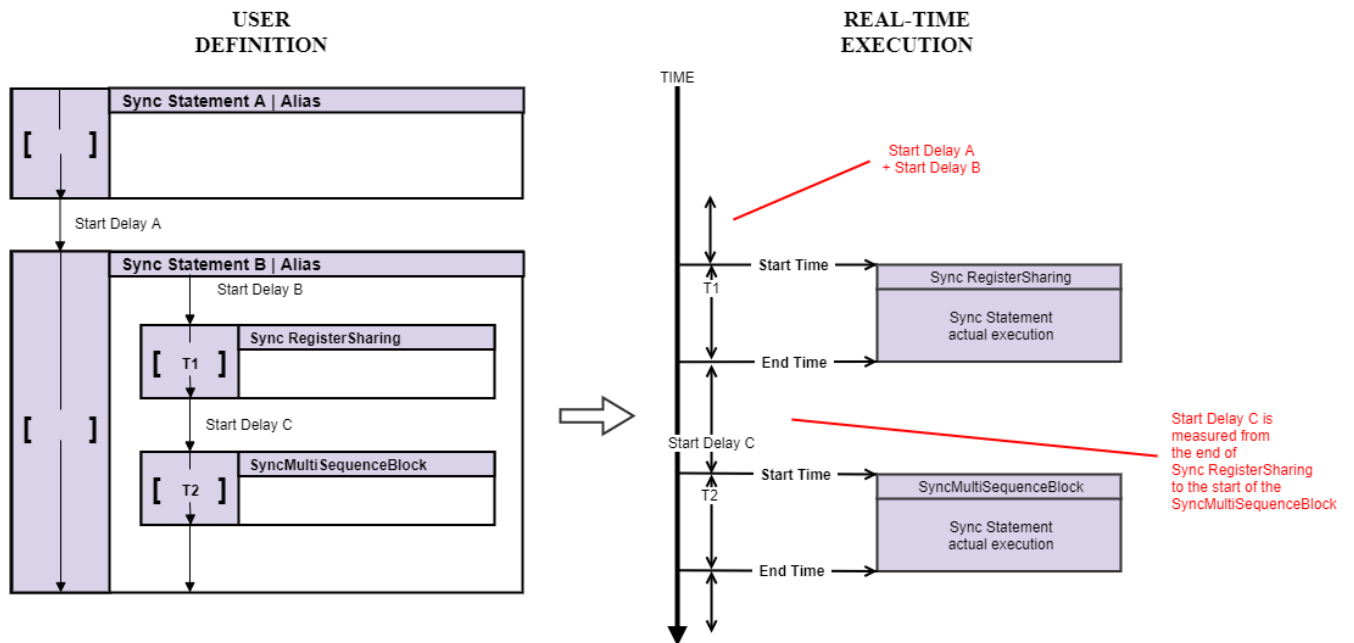 USER
DEFINITION
Sync Statement A | Alias
[ ]
Start Delay A
Sync Statement B | Alias
Start Delay B
Sync RegisterSharing
[ T1 ]
Start Delay C
[ ]
SyncMultiSequenceBlock
[ T2 ]
REAL-TIME
EXECUTION
TIME
Start Delay A
+ Start Delay B
Start Time
Sync RegisterSharing
T1
Sync Statement
actual execution
End Time
Start Delay C
Start Delay C is
measured from
the end of
Sync RegisterSharing
to the start of the
SyncMultiSequenceBlock
Start Time
SyncMultiSequenceBlock
T2
Sync Statement
actual execution
End Time